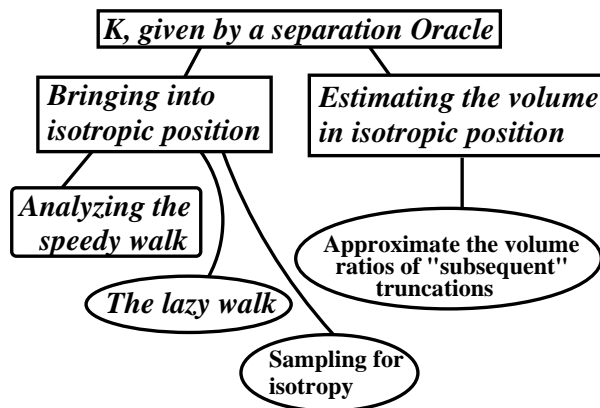 K, given by a separation Oracle
Bringing into
isotropic position
Estimating the volume
in isotropic position
Analyzing the
speedy walk
Approximate the volume
ratios of "subsequent"
truncations
The lazy walk
Sampling for
isotropy